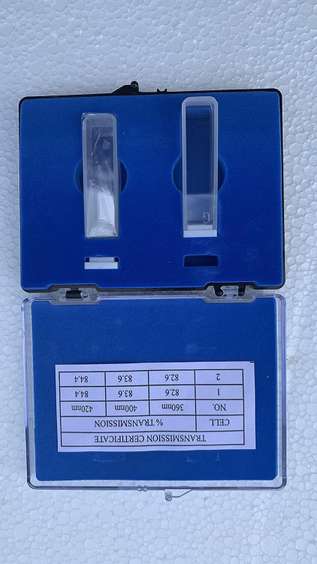 TRANSMISSION CERTIFICATE
CELL % TRANSMISSION
NO. 360nm 400nm 420nm
1 82.6 83.6 84.4
2 82.6 83.6 84.4